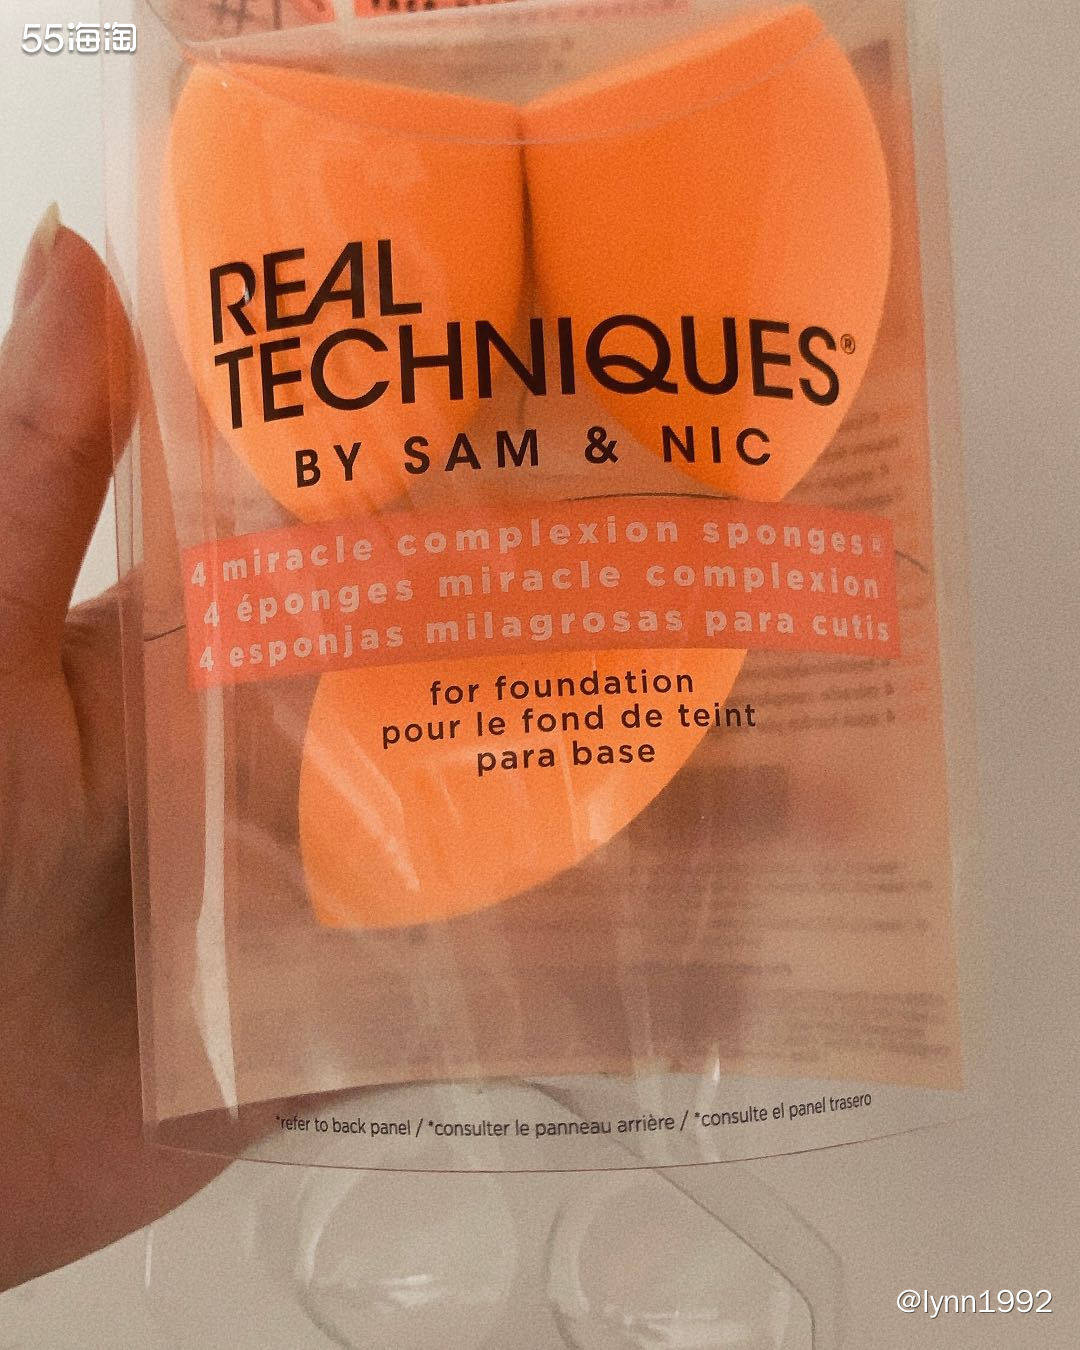 55海淘
REAL
TECHNIQUES®
BY SAM & NIC
4 miracle complexion sponges®
4 éponges miracle complexion
4 esponjas milagrosas para cutis
for foundation
pour le fond de teint
para base
*refer to back panel / *consulter le panneau arrière / *consulte el panel trasero
@lynn1992